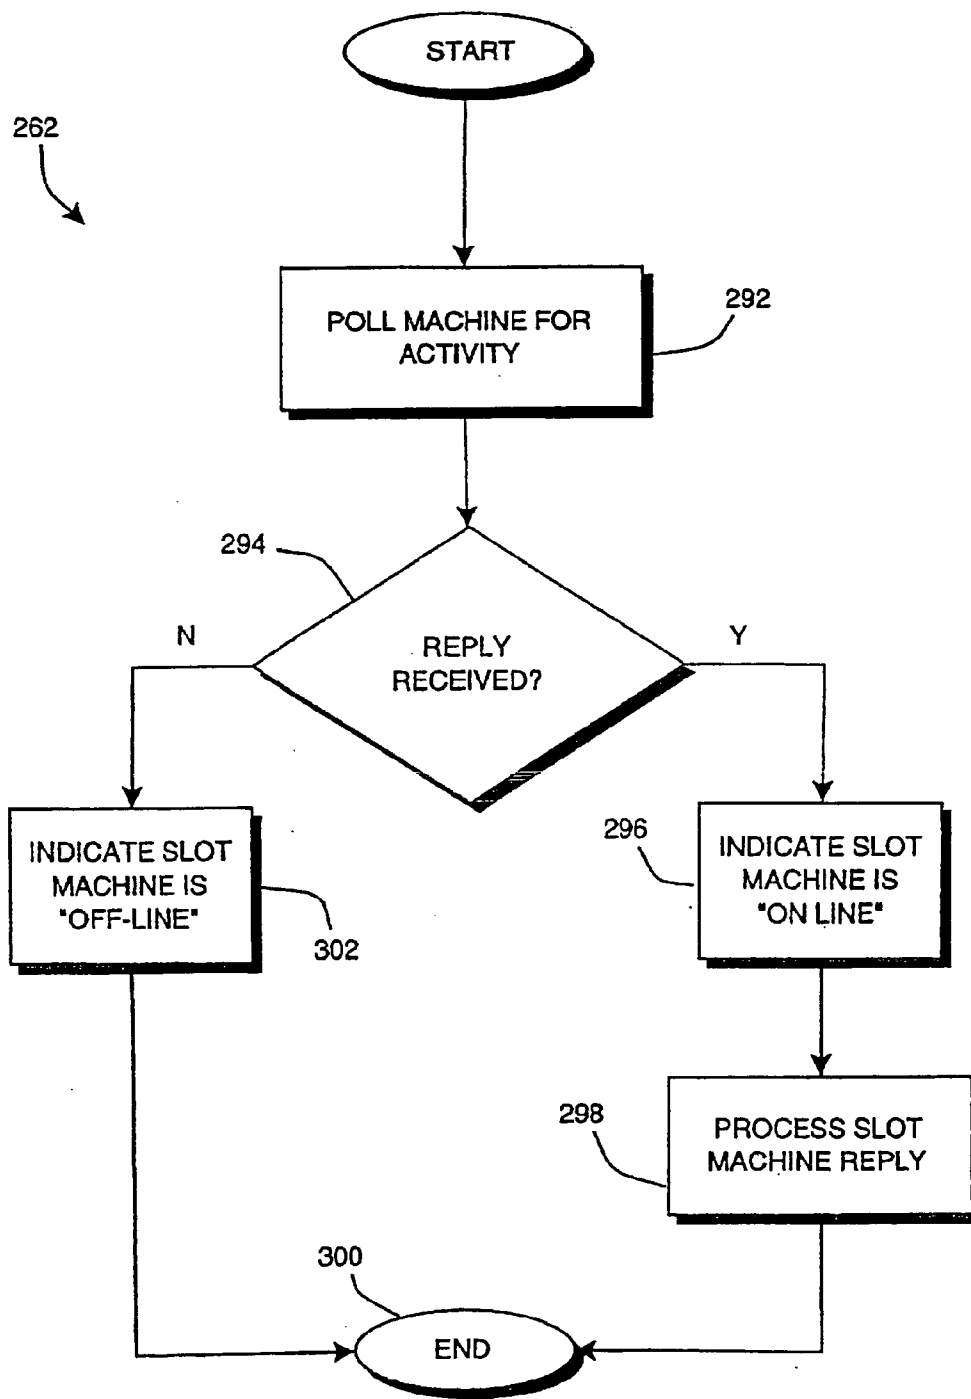 START
262
POLL MACHINE FOR
ACTIVITY
292
294
N
REPLY
RECEIVED?
Y
INDICATE SLOT
MACHINE IS
"OFF-LINE"
302
296
INDICATE SLOT
MACHINE IS
"ON LINE"
298
PROCESS SLOT
MACHINE REPLY
300
END